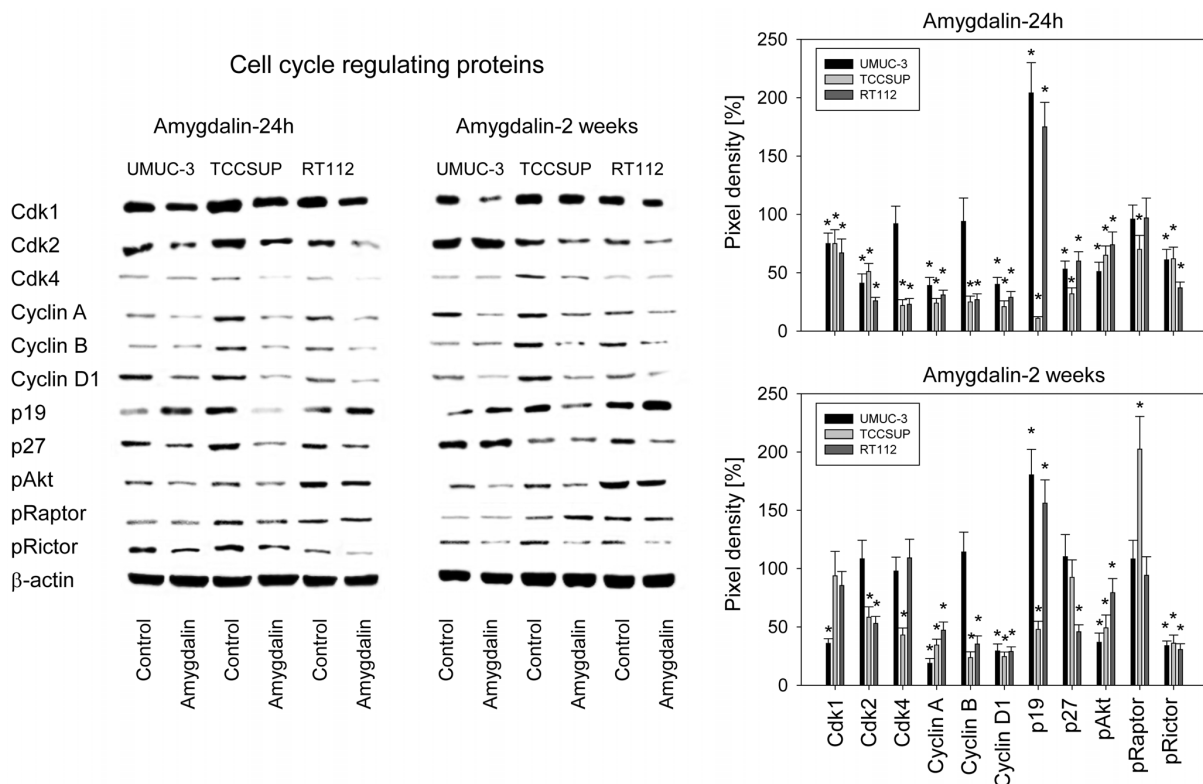 Cell cycle regulating proteins
Amygdalin-24h
Amygdalin-2 weeks
UMUC-3 TCCSUP RT112
UMUC-3 TCCSUP RT112
Cdk1
Cdk2
Cdk4
Cyclin A
Cyclin B
Cyclin D1
p19
p27
pAkt
pRaptor
pRictor
β-actin
Control
Amygdalin
Control
Amygdalin
Control
Amygdalin
Control
Amygdalin
Control
Amygdalin
Control
Amygdalin
Amygdalin-24h
Pixel density [%]
250
200
150
100
50
0
UMUC-3
TCCSUP
RT112
* * * * * * * * * * * * * * * * * * * * * * * * * * * *
Amygdalin-2 weeks
Pixel density [%]
250
200
150
100
50
0
UMUC-3
TCCSUP
RT112
* * * * * * * * * * * * * * * * * * * * * * *
Cdk1
Cdk2
Cdk4
Cyclin A
Cyclin B
Cyclin D1
p19
p27
pAkt
pRaptor
pRictor